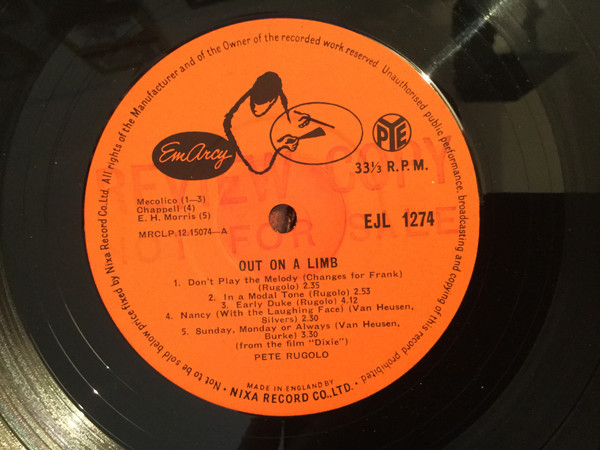 Not to be sold below price fixed by Nixa Record Co. Ltd. All rights of the Manufacturer and of the Owner of the recorded work reserved. Unauthorised public performance, broadcasting and copying of this record prohibited.
EmArcy
PYE
33⅓ R.P.M.
REVIEW COPY
NOT FOR SALE
Mecolico (1—3)
Chappell (4)
E. H. Morris (5)
MRCLP.12.15074—A
EJL 1274
OUT ON A LIMB
1. Don't Play the Melody (Changes for Frank)
(Rugolo) 2.35
2. In a Modal Tone (Rugolo) 2.53
3. Early Duke (Rugolo) 4.12
4. Nancy (With the Laughing Face) (Van Heusen,
Silvers) 2.30
5. Sunday, Monday or Always (Van Heusen,
Burke) 3.30
(from the film "Dixie")
PETE RUGOLO
MADE IN ENGLAND BY
NIXA RECORD CO., LTD.